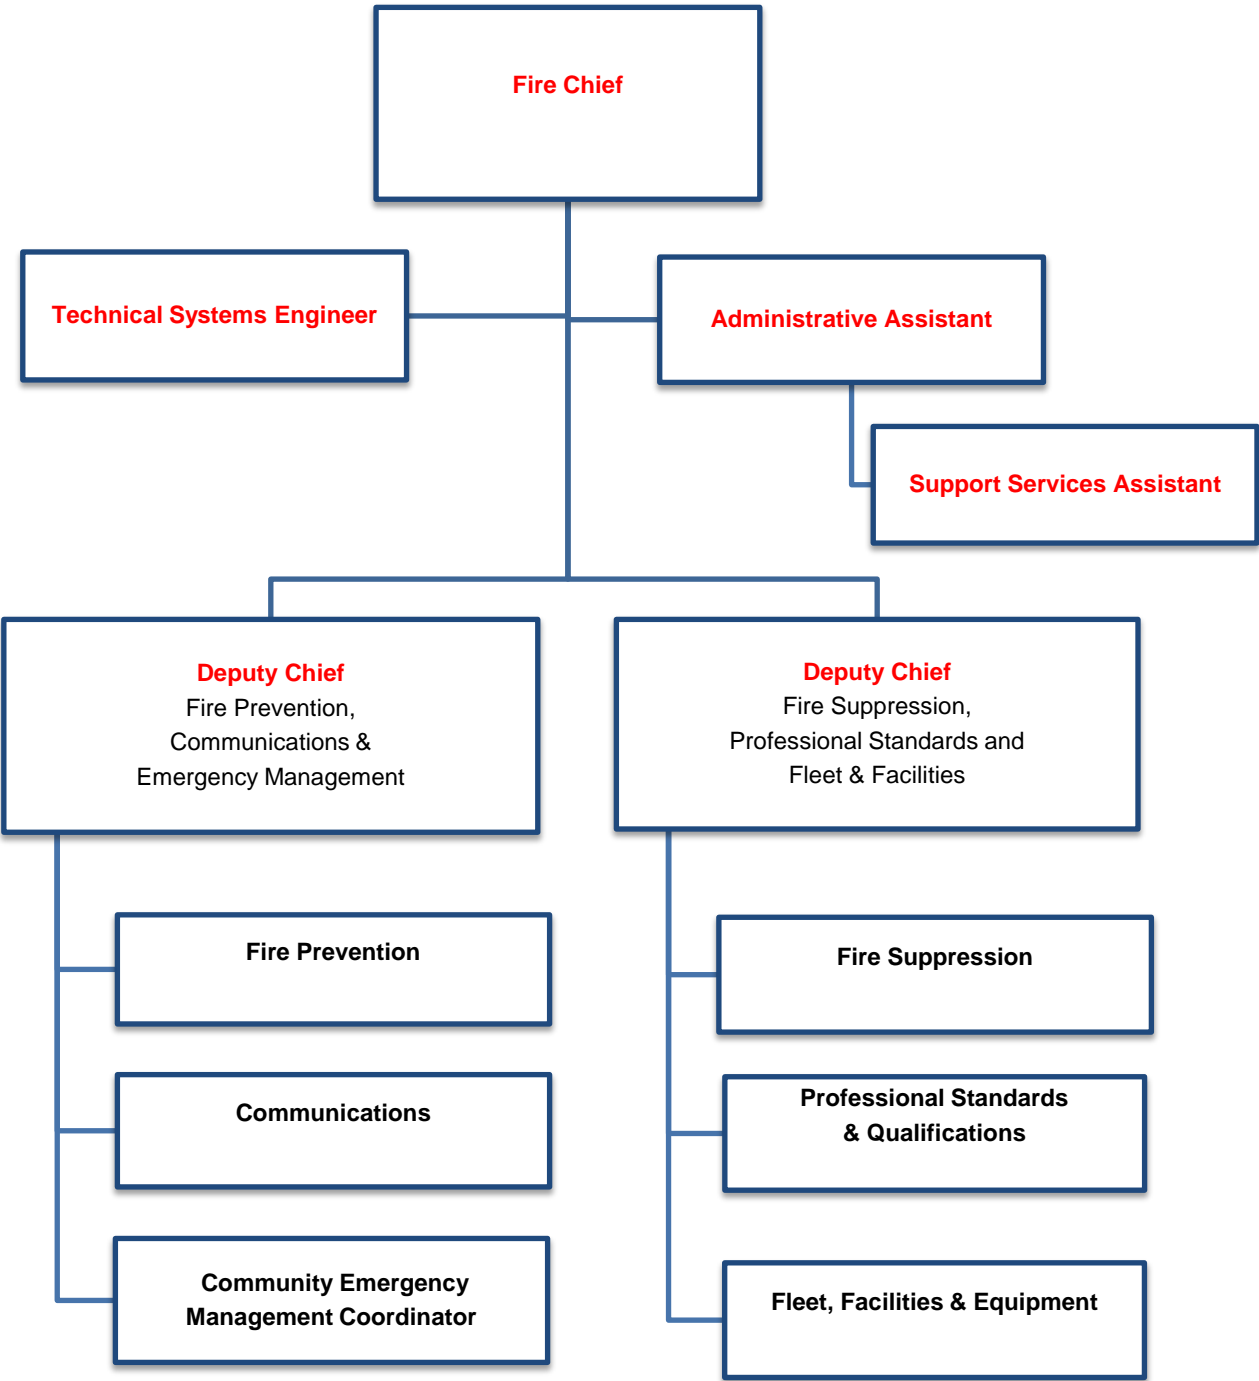 Fire Chief
Technical Systems Engineer
Administrative Assistant
Support Services Assistant
Deputy Chief
Fire Prevention,
Communications &
Emergency Management
Deputy Chief
Fire Suppression,
Professional Standards and
Fleet & Facilities
Fire Prevention
Communications
Community Emergency
Management Coordinator
Fire Suppression
Professional Standards
& Qualifications
Fleet, Facilities & Equipment